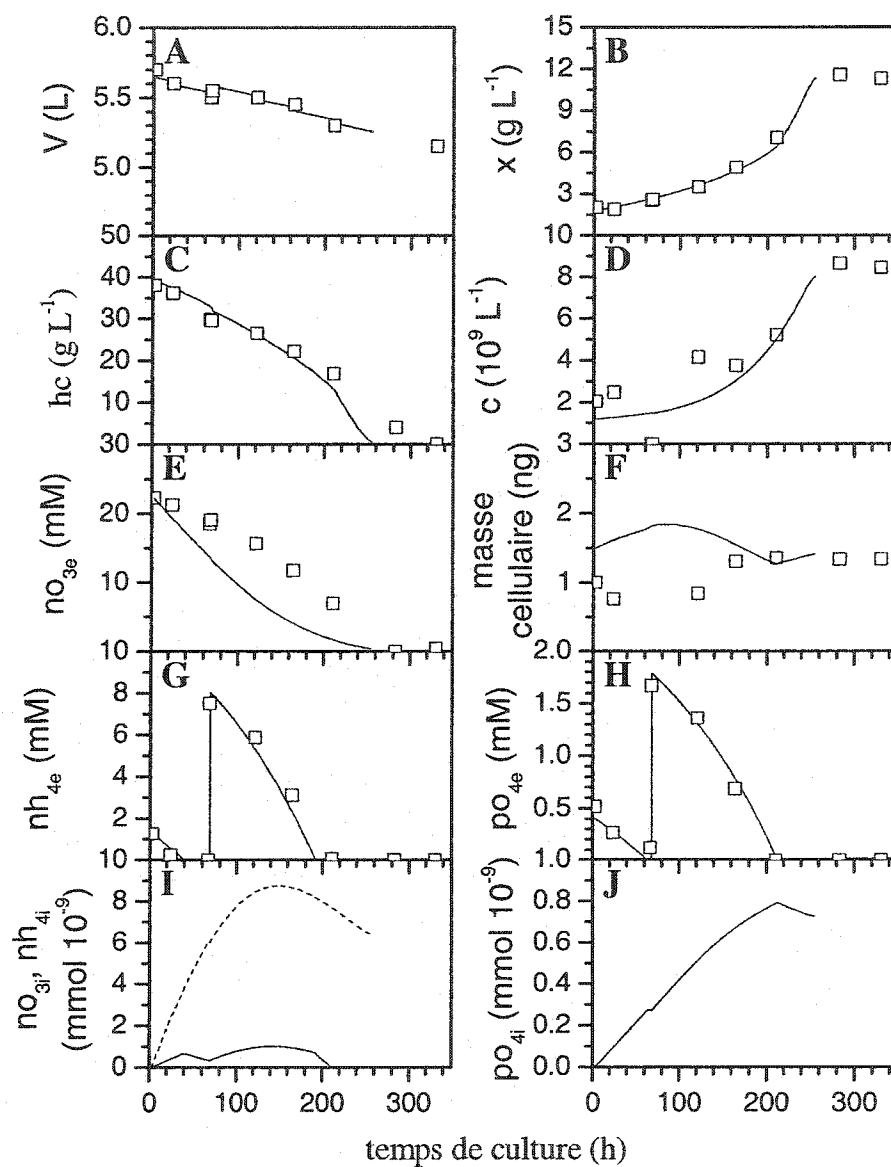 6.0
A
5.5
5.0
50
V (L)
15
B
12
9
6
3
10
x (g L-1)
C
40
30
20
10
30
hc (g L-1)
D
8
6
4
2
3
c (10^9 L-1)
E
20
10
10
no3e (mM)
F
2
1
2.0
masse
cellulaire (ng)
G
8
6
4
2
10
nh4e (mM)
H
1.5
1.0
0.5
1.0
po4e (mM)
I
8
6
4
2
0
no3i, nh4i
(mmol 10-9)
J
0.8
0.6
0.4
0.2
0.0
po4i (mmol 10-9)
0 100 200 300
0 100 200 300
temps de culture (h)